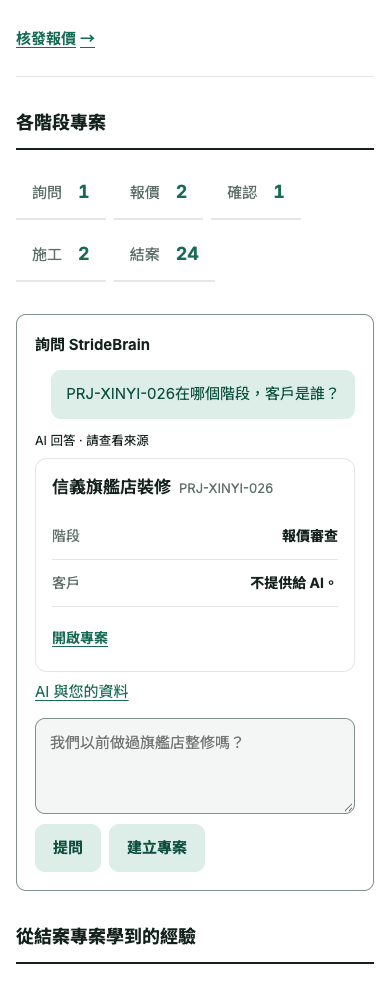 核發報價 →
各階段專案
詢問 1 報價 2 確認 1
施工 2 結案 24
詢問 StrideBrain
PRJ-XINYI-026在哪個階段，客戶是誰？
AI 回答 · 請查看來源
信義旗艦店裝修 PRJ-XINYI-026
階段 報價審查
客戶 不提供給 AI。
開啟專案
AI 與您的資料
我們以前做過旗艦店整修嗎？
提問 建立專案
從結案專案學到的經驗